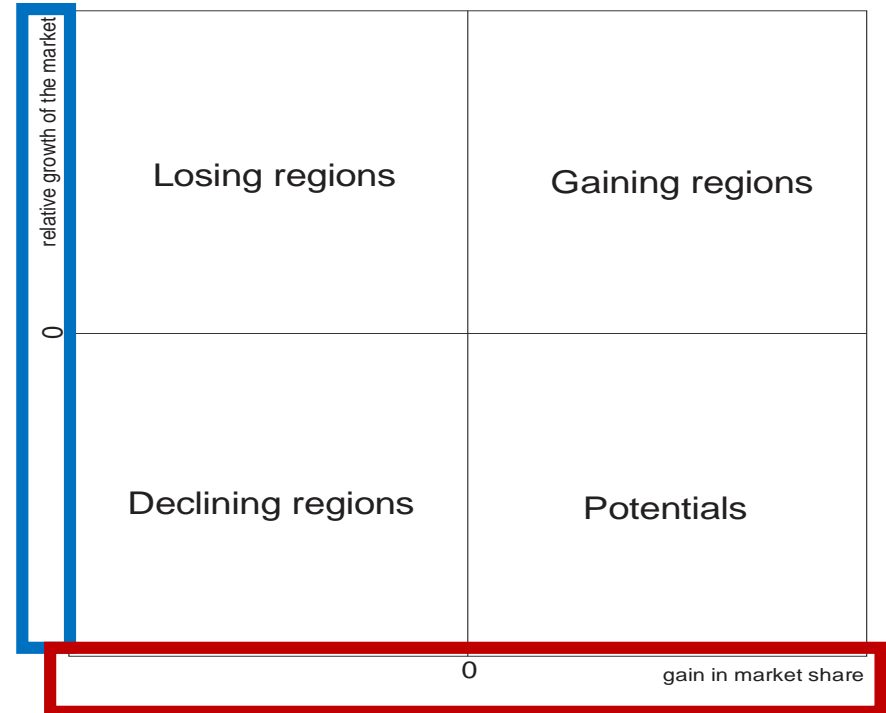 relative growth of the market
Losing regions
Gaining regions
0
Declining regions
Potentials
0
gain in market share